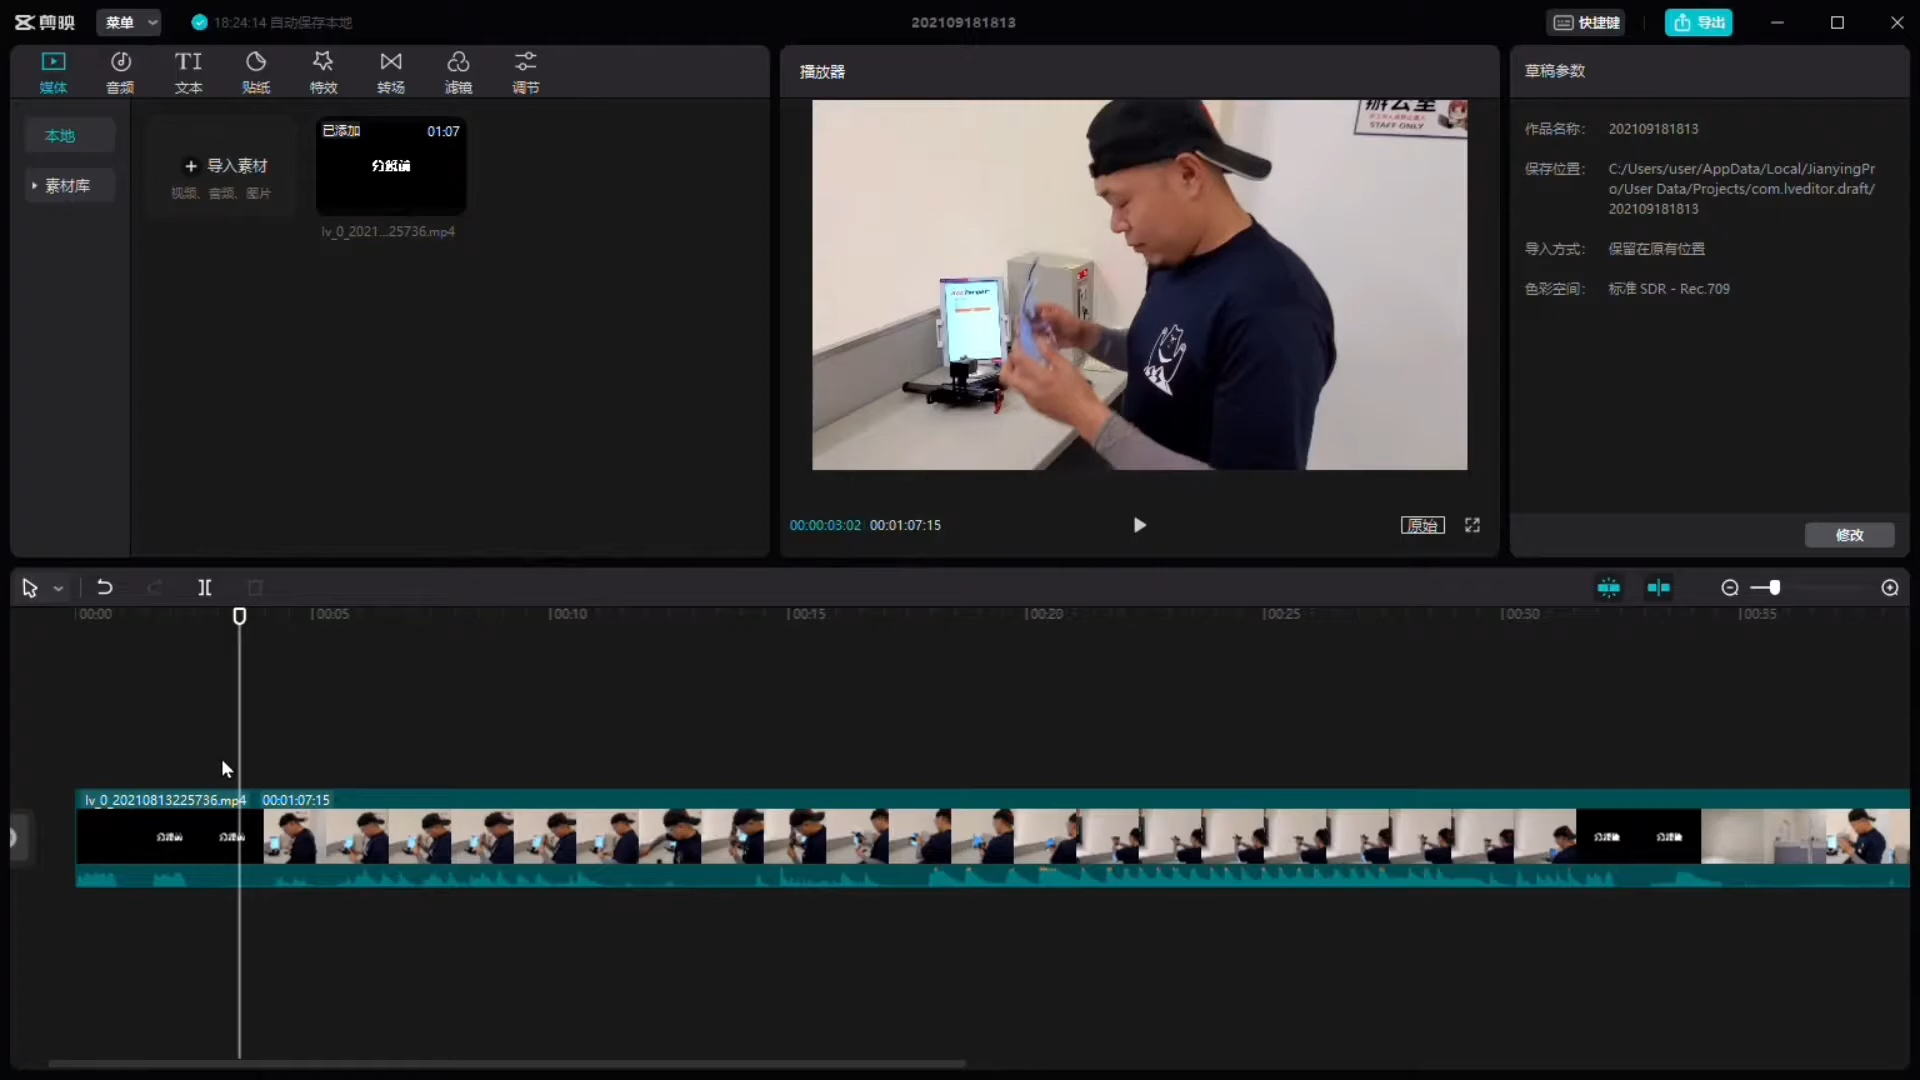 剪映
菜单
18:24:14 自动保存本地
202109181813
快捷键
导出
媒体
音频
文本
贴纸
特效
转场
滤镜
调节
本地
素材库
导入素材
视频、音频、图片
已添加
01:07
lv_0_2021...25736.mp4
播放器
STAFF ONLY
00:00:03:02
00:01:07:15
原始
草稿参数
作品名称：
202109181813
保存位置：
C:/Users/user/AppData/Local/JianyingPr
o/User Data/Projects/com.lveditor.draft/
202109181813
导入方式：
保留在原有位置
色彩空间：
标准 SDR - Rec.709
修改
00:00
00:05
00:10
00:15
00:20
00:25
00:30
00:35
lv_0_20210813225736.mp4
00:01:07:15